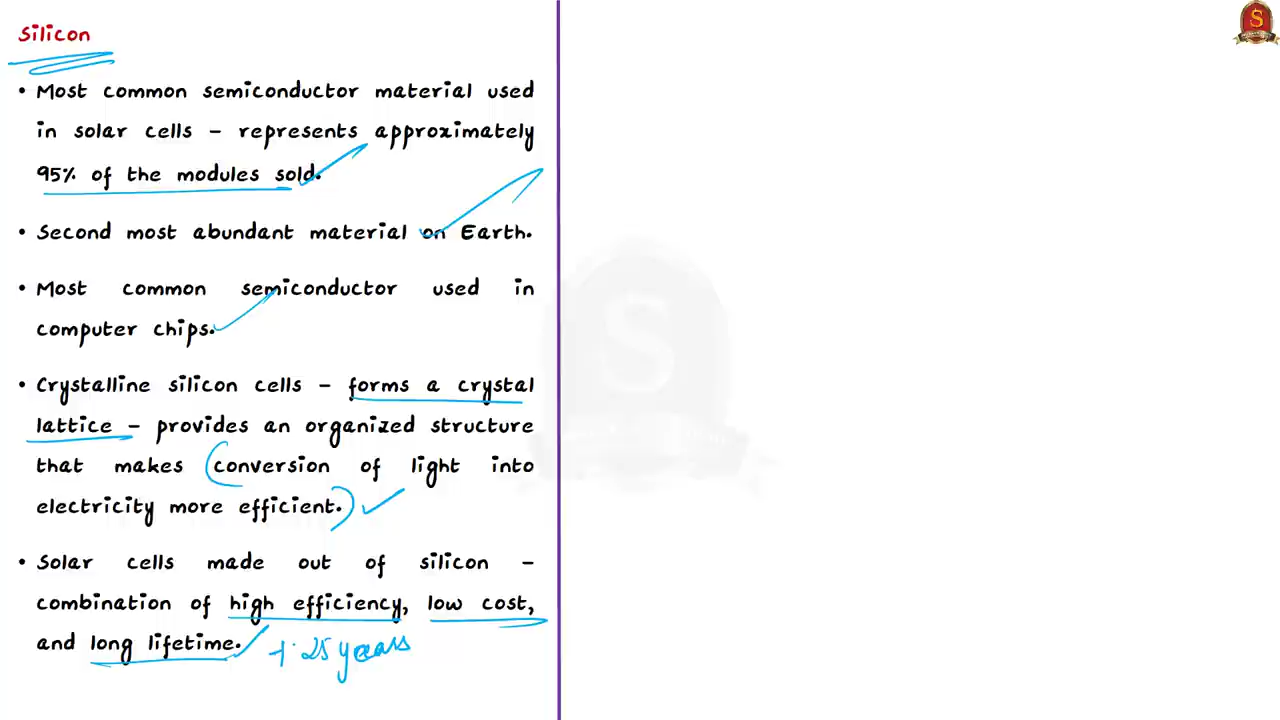 Silicon
• Most common semiconductor material used
in solar cells – represents approximately
95% of the modules sold.
• Second most abundant material on Earth.
• Most common semiconductor used in
computer chips.
• Crystalline silicon cells – forms a crystal
lattice – provides an organized structure
that makes conversion of light into
electricity more efficient.
• Solar cells made out of silicon –
combination of high efficiency, low cost,
and long lifetime.
+ 25 years
S
S